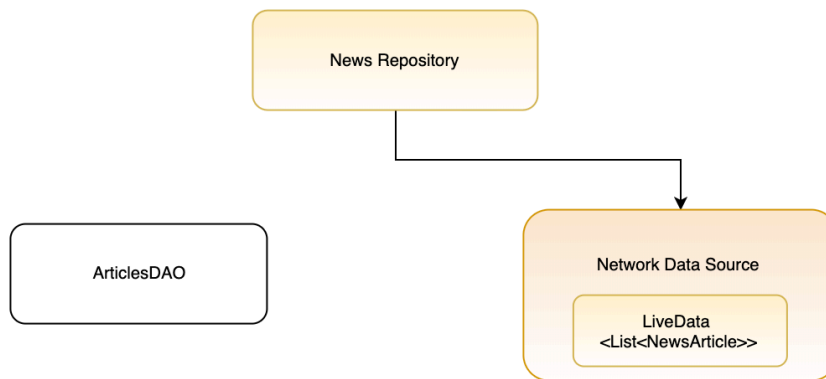 News Repository
ArticlesDAO
Network Data Source
LiveData
<List<NewsArticle>>